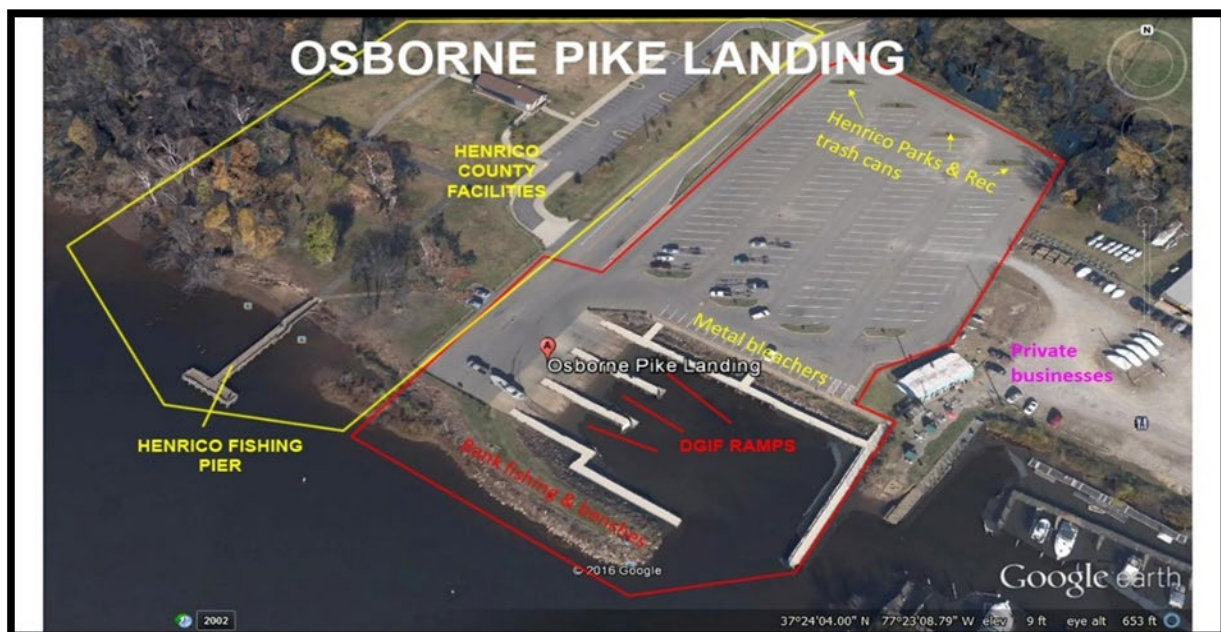 OSBORNE PIKE LANDING
N
Henrico Parks & Rec
trash cans
HENRICO
COUNTY
FACILITIES
Metal bleachers
A
Osborne Pike Landing
Private
businesses
HENRICO FISHING
PIER
DGIF RAMPS
Bank fishing & benches
© 2016 Google
Google earth
2002
37°24'04.00" N 77°23'08.79" W elev 9 ft eye alt 653 ft